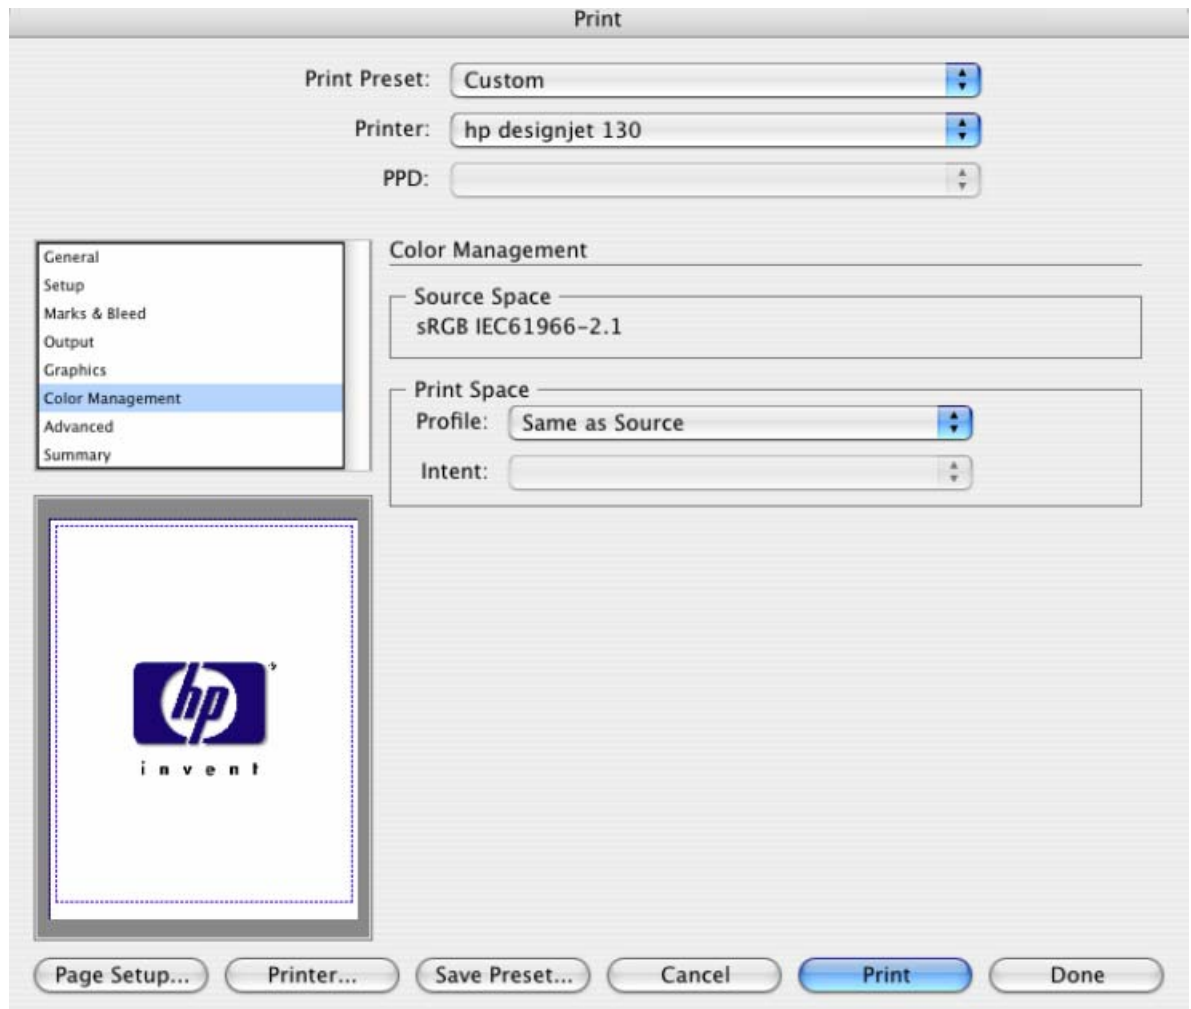 Print
Print Preset: Custom
Printer: hp designjet 130
PPD:
General
Setup
Marks & Bleed
Output
Graphics
Color Management
Advanced
Summary
Color Management
Source Space
sRGB IEC61966-2.1
Print Space
Profile: Same as Source
Intent:
hp
invent
Page Setup... Printer... Save Preset... Cancel Print Done